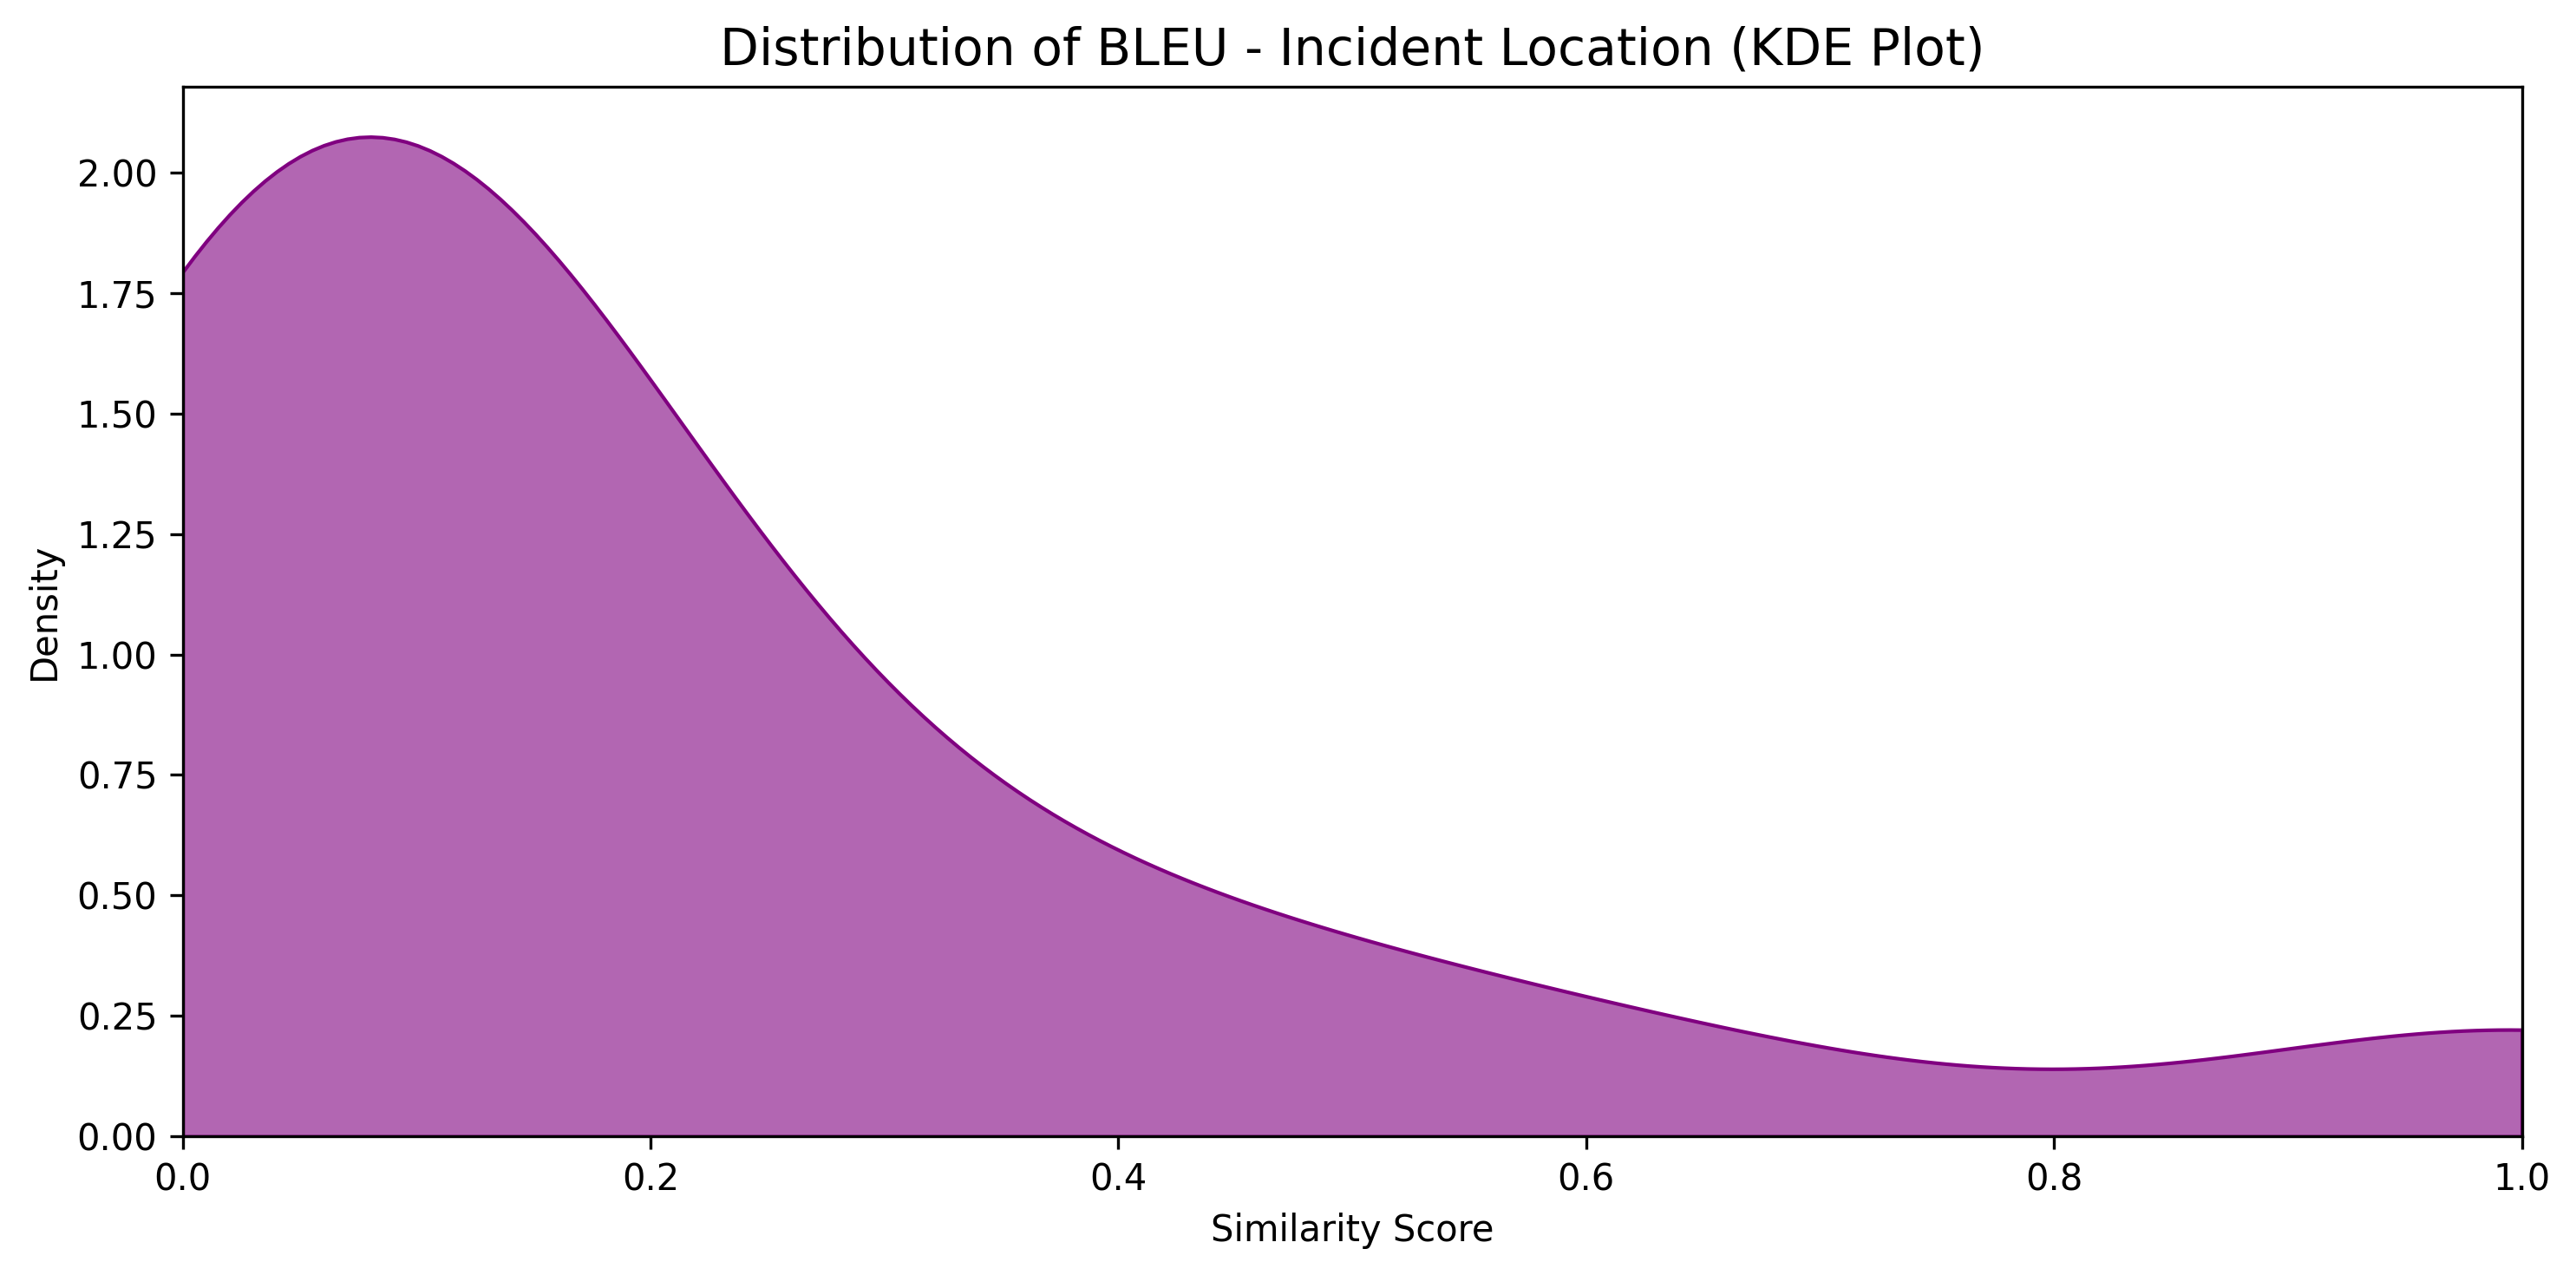 Distribution of BLEU - Incident Location (KDE Plot)
Density
2.00
1.75
1.50
1.25
1.00
0.75
0.50
0.25
0.00
0.0 0.2 0.4 0.6 0.8 1.0
Similarity Score